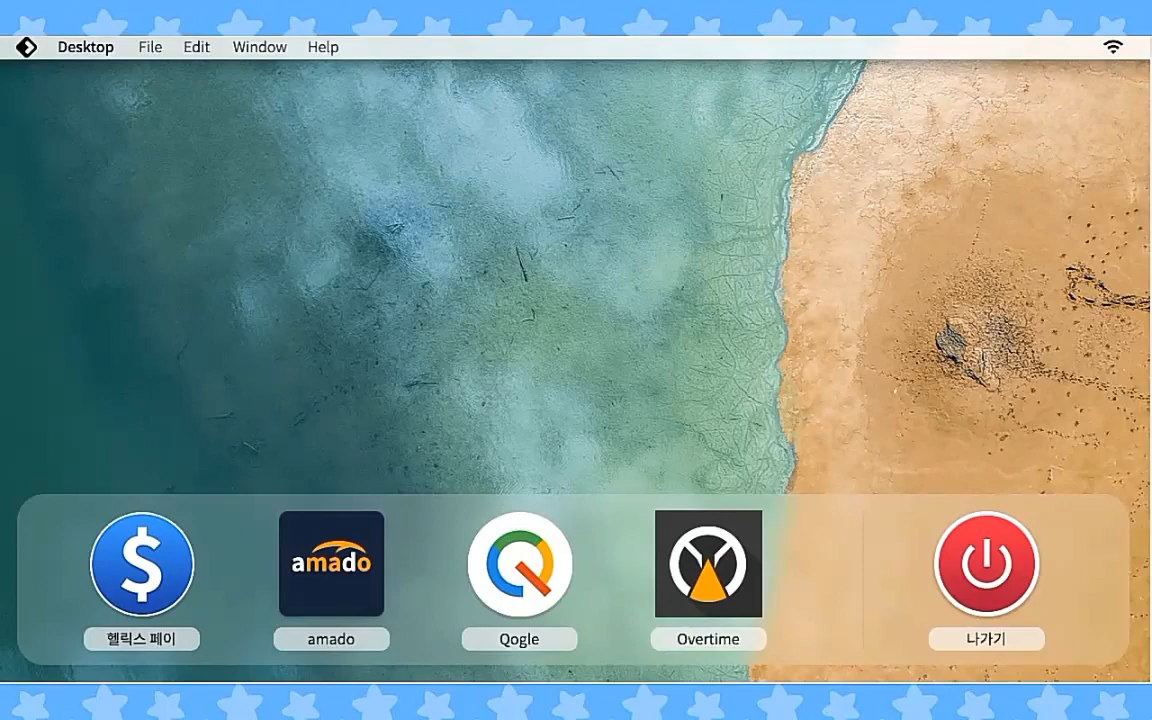 Desktop File Edit Window Help
amado
헬릭스 페이 amado Qogle Overtime 나가기